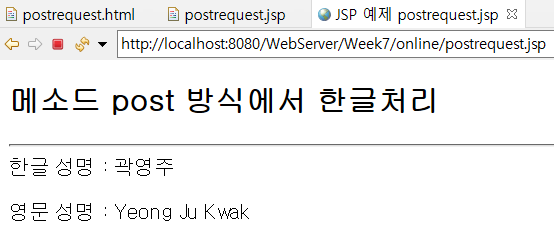 postrequest.html postrequest.jsp JSP 예제 postrequest.jsp
http://localhost:8080/WebServer/Week7/online/postrequest.jsp
메소드 post 방식에서 한글처리
한글 성명 : 곽영주
영문 성명 : Yeong Ju Kwak